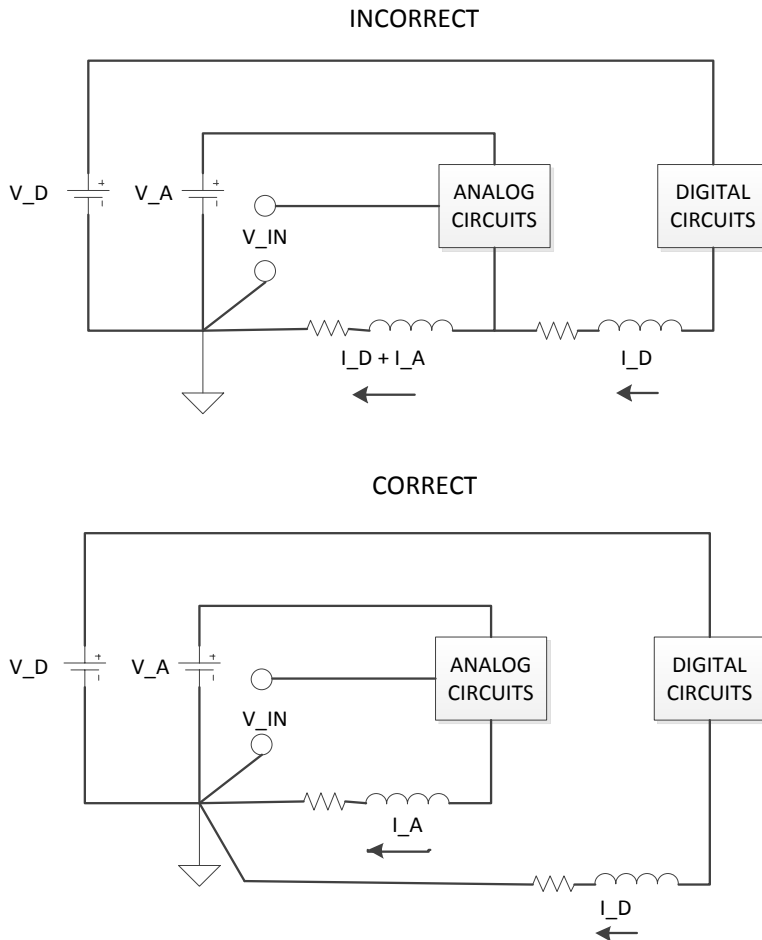 INCORRECT
V_D
V_A
V_IN
ANALOG
CIRCUITS
DIGITAL
CIRCUITS
I_D + I_A
I_D
CORRECT
V_D
V_A
V_IN
ANALOG
CIRCUITS
DIGITAL
CIRCUITS
I_A
I_D